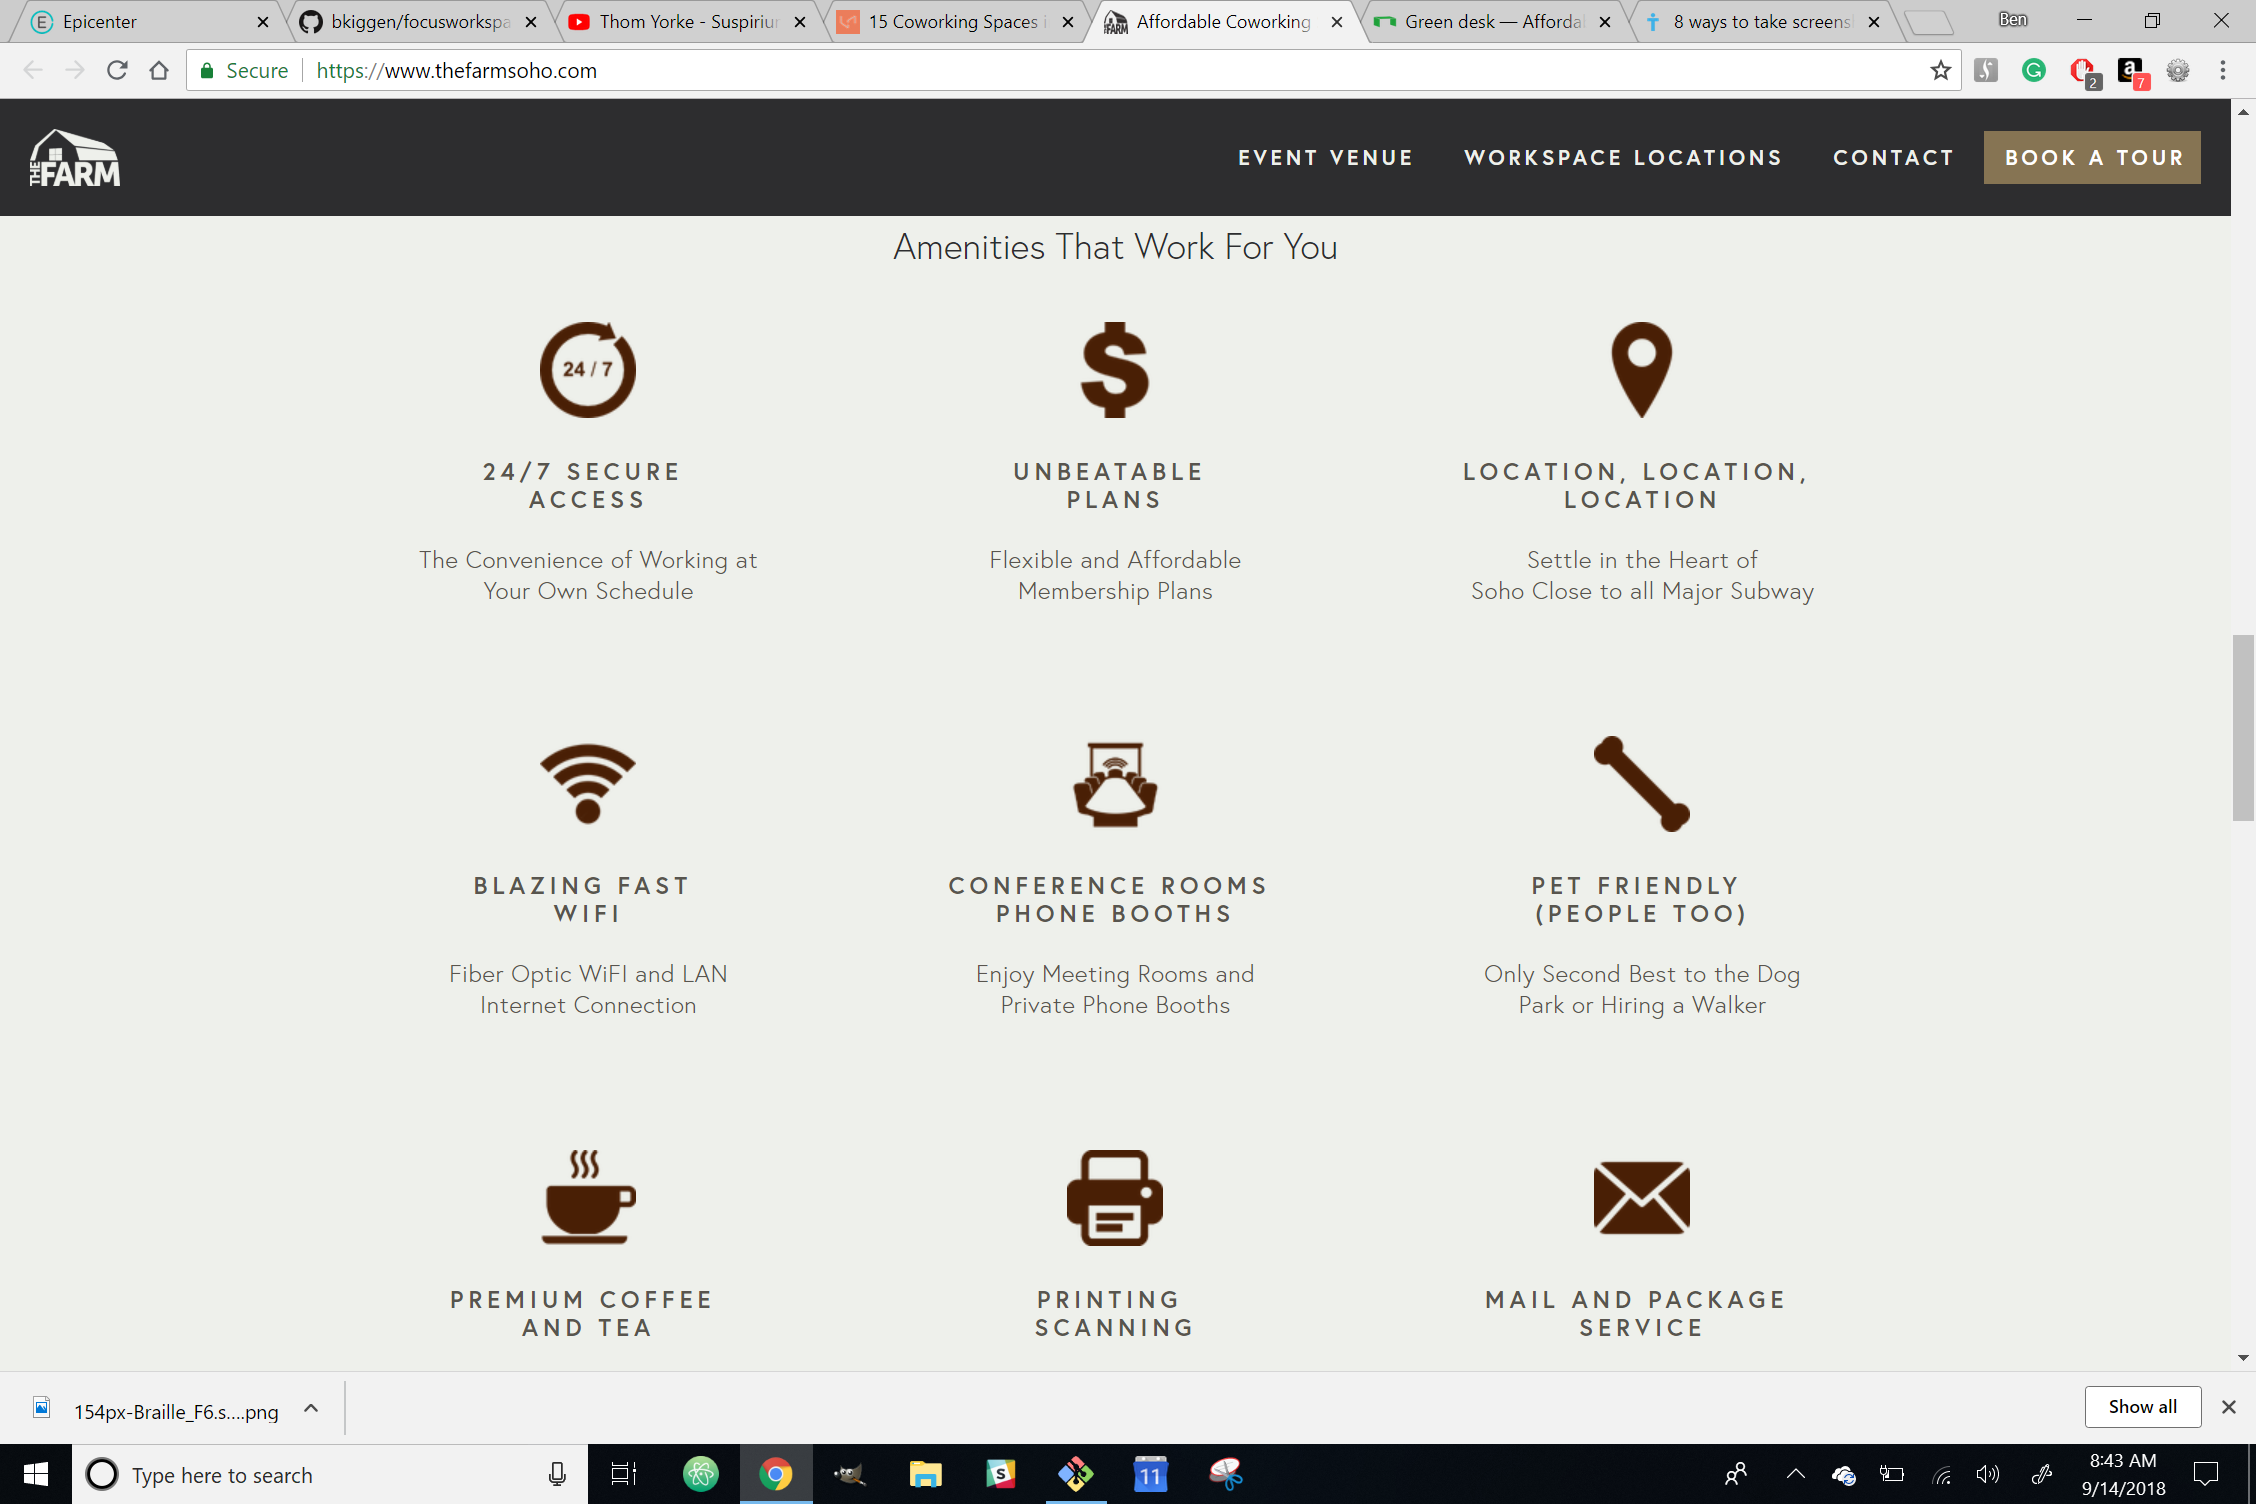 Epicenter
bkiggen/focusworkspa
Thom Yorke - Suspiriu
15 Coworking Spaces i
Affordable Coworking
Green desk — Affordal
8 ways to take screens
Ben
Secure
https://www.thefarmsoho.com
2
a
7
THE FARM
EVENT VENUE
WORKSPACE LOCATIONS
CONTACT
BOOK A TOUR
Amenities That Work For You
24 / 7
24/7 SECURE
ACCESS
The Convenience of Working at
Your Own Schedule
$
UNBEATABLE
PLANS
Flexible and Affordable
Membership Plans
LOCATION, LOCATION,
LOCATION
Settle in the Heart of
Soho Close to all Major Subway
BLAZING FAST
WIFI
Fiber Optic WiFI and LAN
Internet Connection
CONFERENCE ROOMS
PHONE BOOTHS
Enjoy Meeting Rooms and
Private Phone Booths
PET FRIENDLY
(PEOPLE TOO)
Only Second Best to the Dog
Park or Hiring a Walker
PREMIUM COFFEE
AND TEA
PRINTING
SCANNING
MAIL AND PACKAGE
SERVICE
154px-Braille_F6.s....png
Show all
Type here to search
11
8:43 AM
9/14/2018